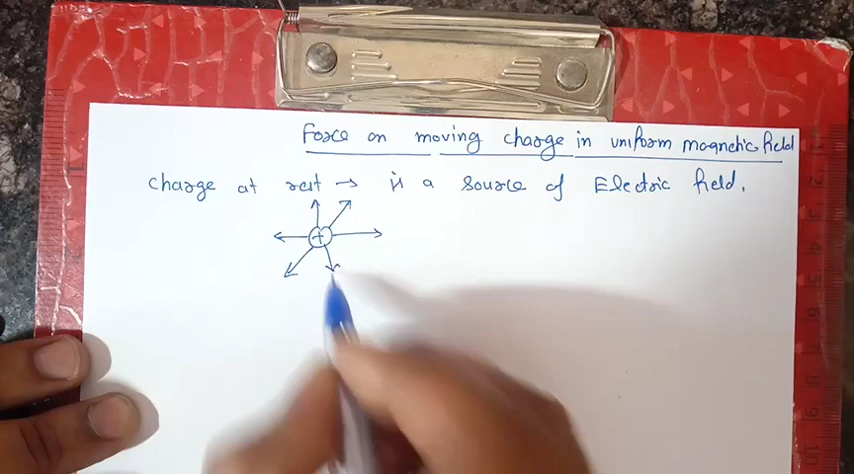 Force on moving charge in uniform magnetic field
Charge at rest → is a source of Electric field.
+